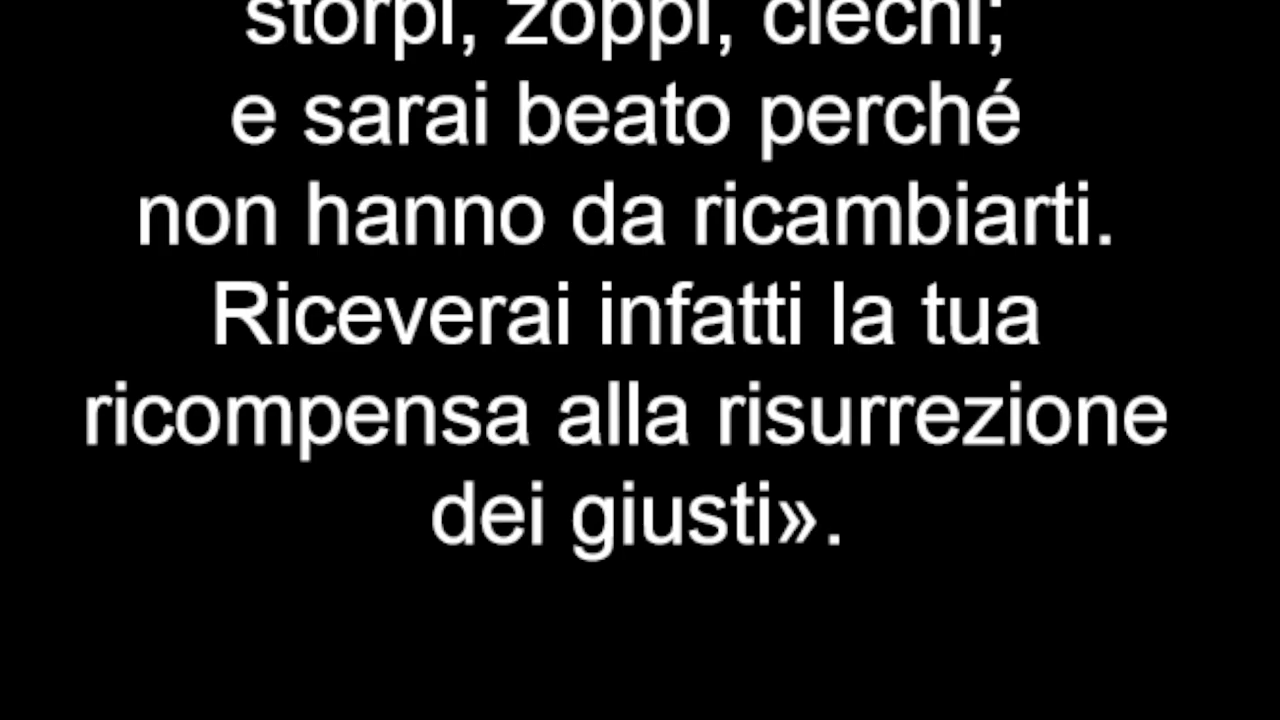 storpi, zoppi, ciechi;
e sarai beato perché
non hanno da ricambiarti.
Riceverai infatti la tua
ricompensa alla risurrezione
dei giusti».